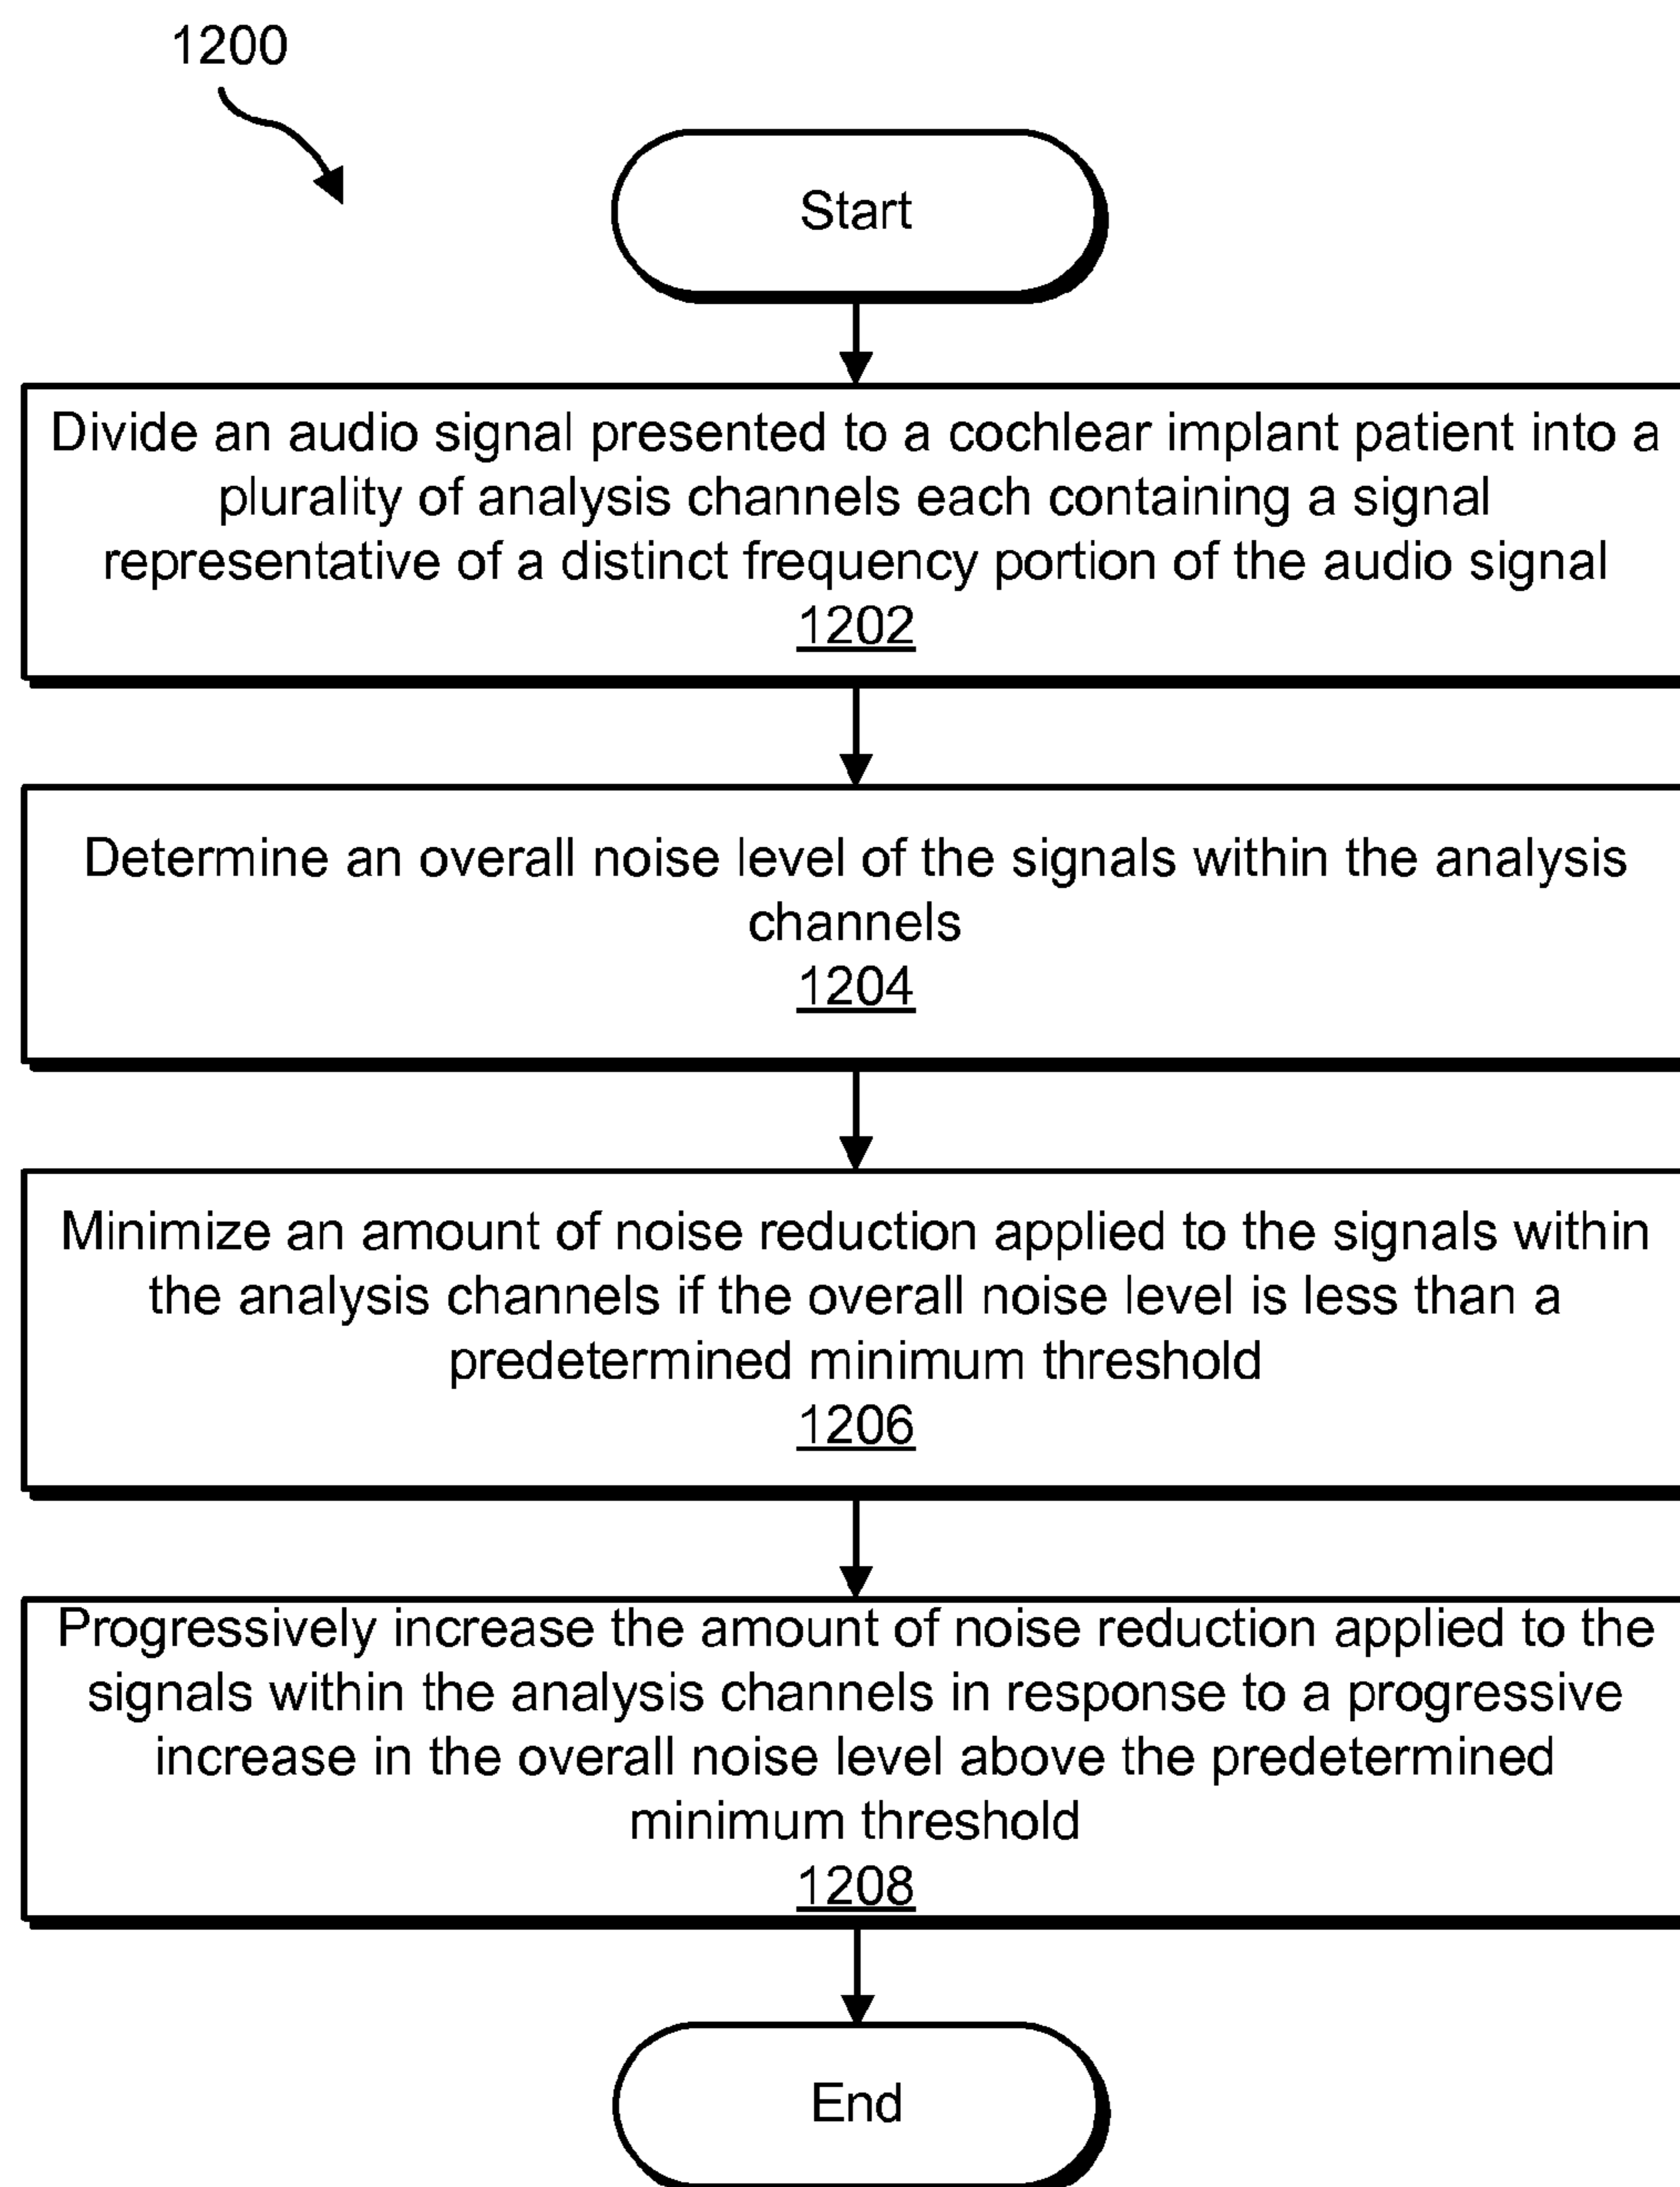 1200
Start
Divide an audio signal presented to a cochlear implant patient into a
plurality of analysis channels each containing a signal
representative of a distinct frequency portion of the audio signal
1202
Determine an overall noise level of the signals within the analysis
channels
1204
Minimize an amount of noise reduction applied to the signals within
the analysis channels if the overall noise level is less than a
predetermined minimum threshold
1206
Progressively increase the amount of noise reduction applied to the
signals within the analysis channels in response to a progressive
increase in the overall noise level above the predetermined
minimum threshold
1208
End